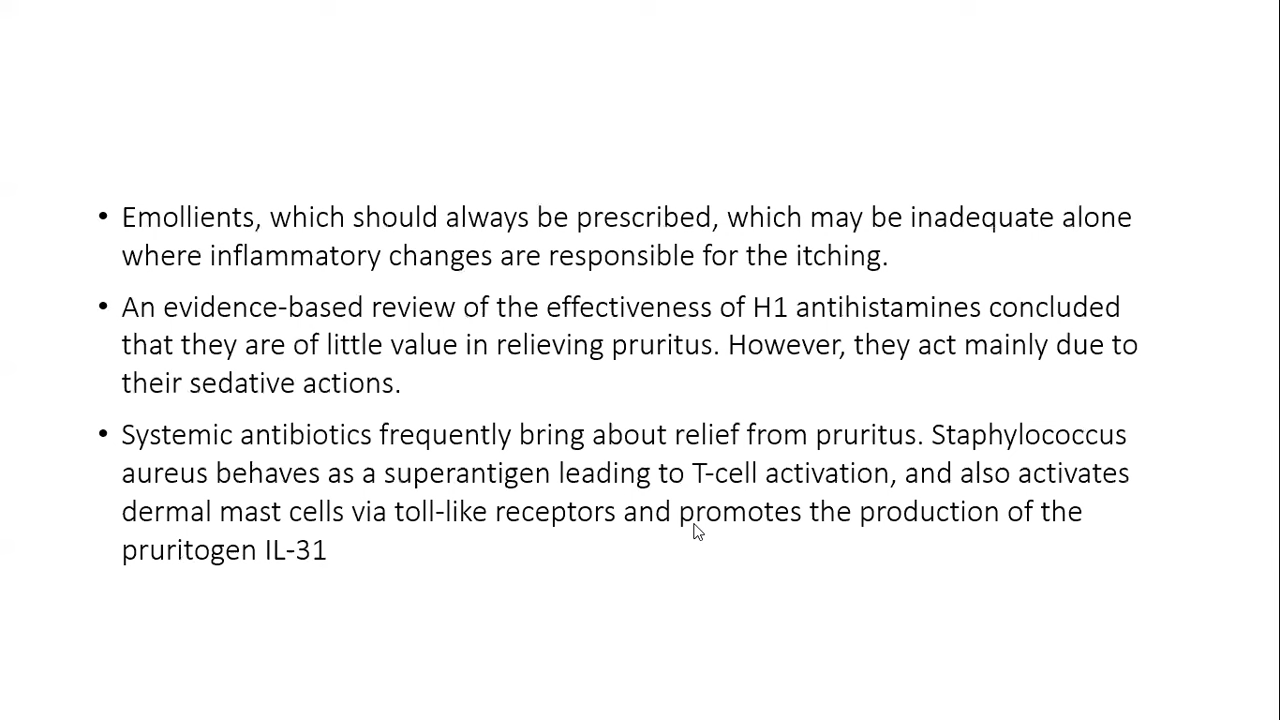 • Emollients, which should always be prescribed, which may be inadequate alone
where inflammatory changes are responsible for the itching.
• An evidence-based review of the effectiveness of H1 antihistamines concluded
that they are of little value in relieving pruritus. However, they act mainly due to
their sedative actions.
• Systemic antibiotics frequently bring about relief from pruritus. Staphylococcus
aureus behaves as a superantigen leading to T-cell activation, and also activates
dermal mast cells via toll-like receptors and promotes the production of the
pruritogen IL-31